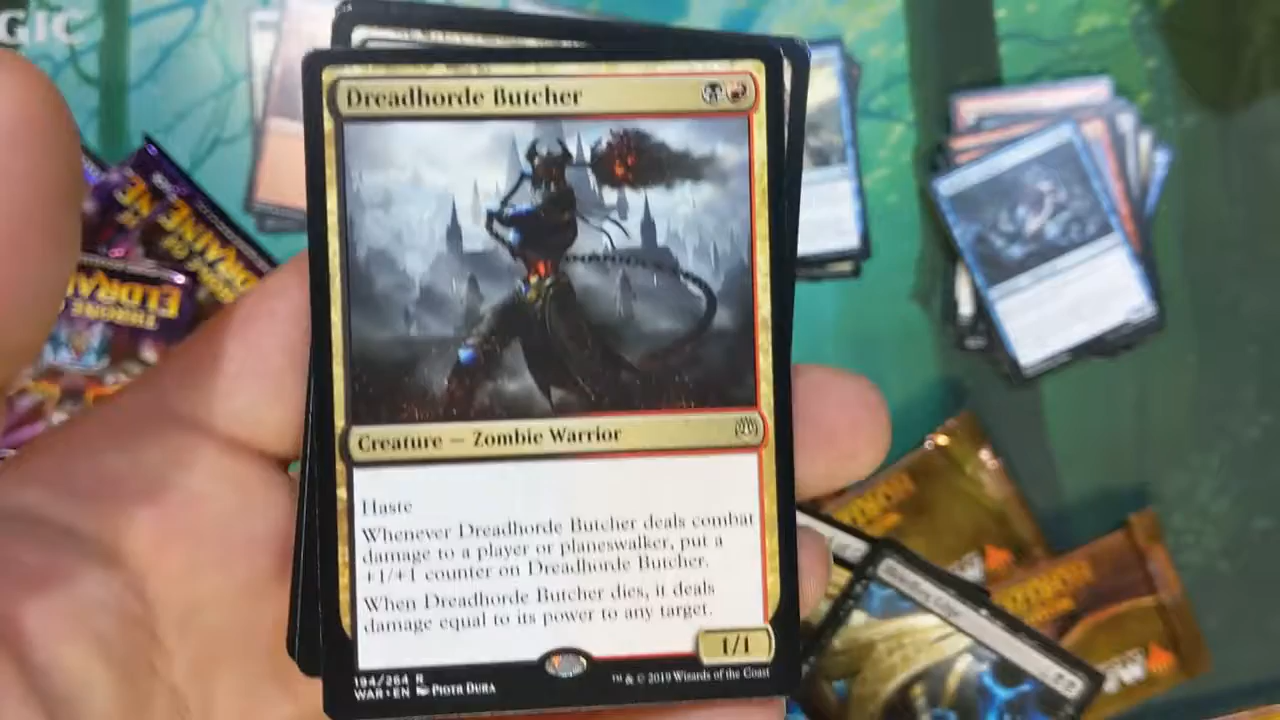 GIC
Dreadhorde Butcher
THRONE
ELDRAI
Creature — Zombie Warrior
Haste
Whenever Dreadhorde Butcher deals combat
damage to a player or planeswalker, put a
+1/+1 counter on Dreadhorde Butcher.
When Dreadhorde Butcher dies, it deals
damage equal to its power to any target.
1/1
194/264 R
WAR • EN Piotr Dura
™ & © 2019 Wizards of the Coast